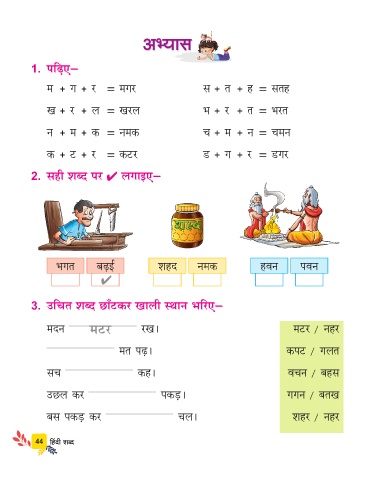 अभ्यास
1. पढ़िए–
म + ग + र = मगर स + त + ह = सतह
ख + र + ल = खरल भ + र + त = भरत
न + म + क = नमक च + म + न = चमन
क + ट + र = कटर ड + ग + र = डगर
2. सही शब्द पर ✔ लगाइए–
शहद
भगत बढ़ई शहद नमक हवन पवन
✔
3. उचित शब्द छाँटकर खाली स्थान भरिए–
मदन मटर रख। मटर / नहर
मत पढ़। कपट / गलत
सच कह। वचन / बहस
उछल कर पकड़। गगन / बतख
बस पकड़ कर चल। शहर / नहर
44 हिंदी शब्द